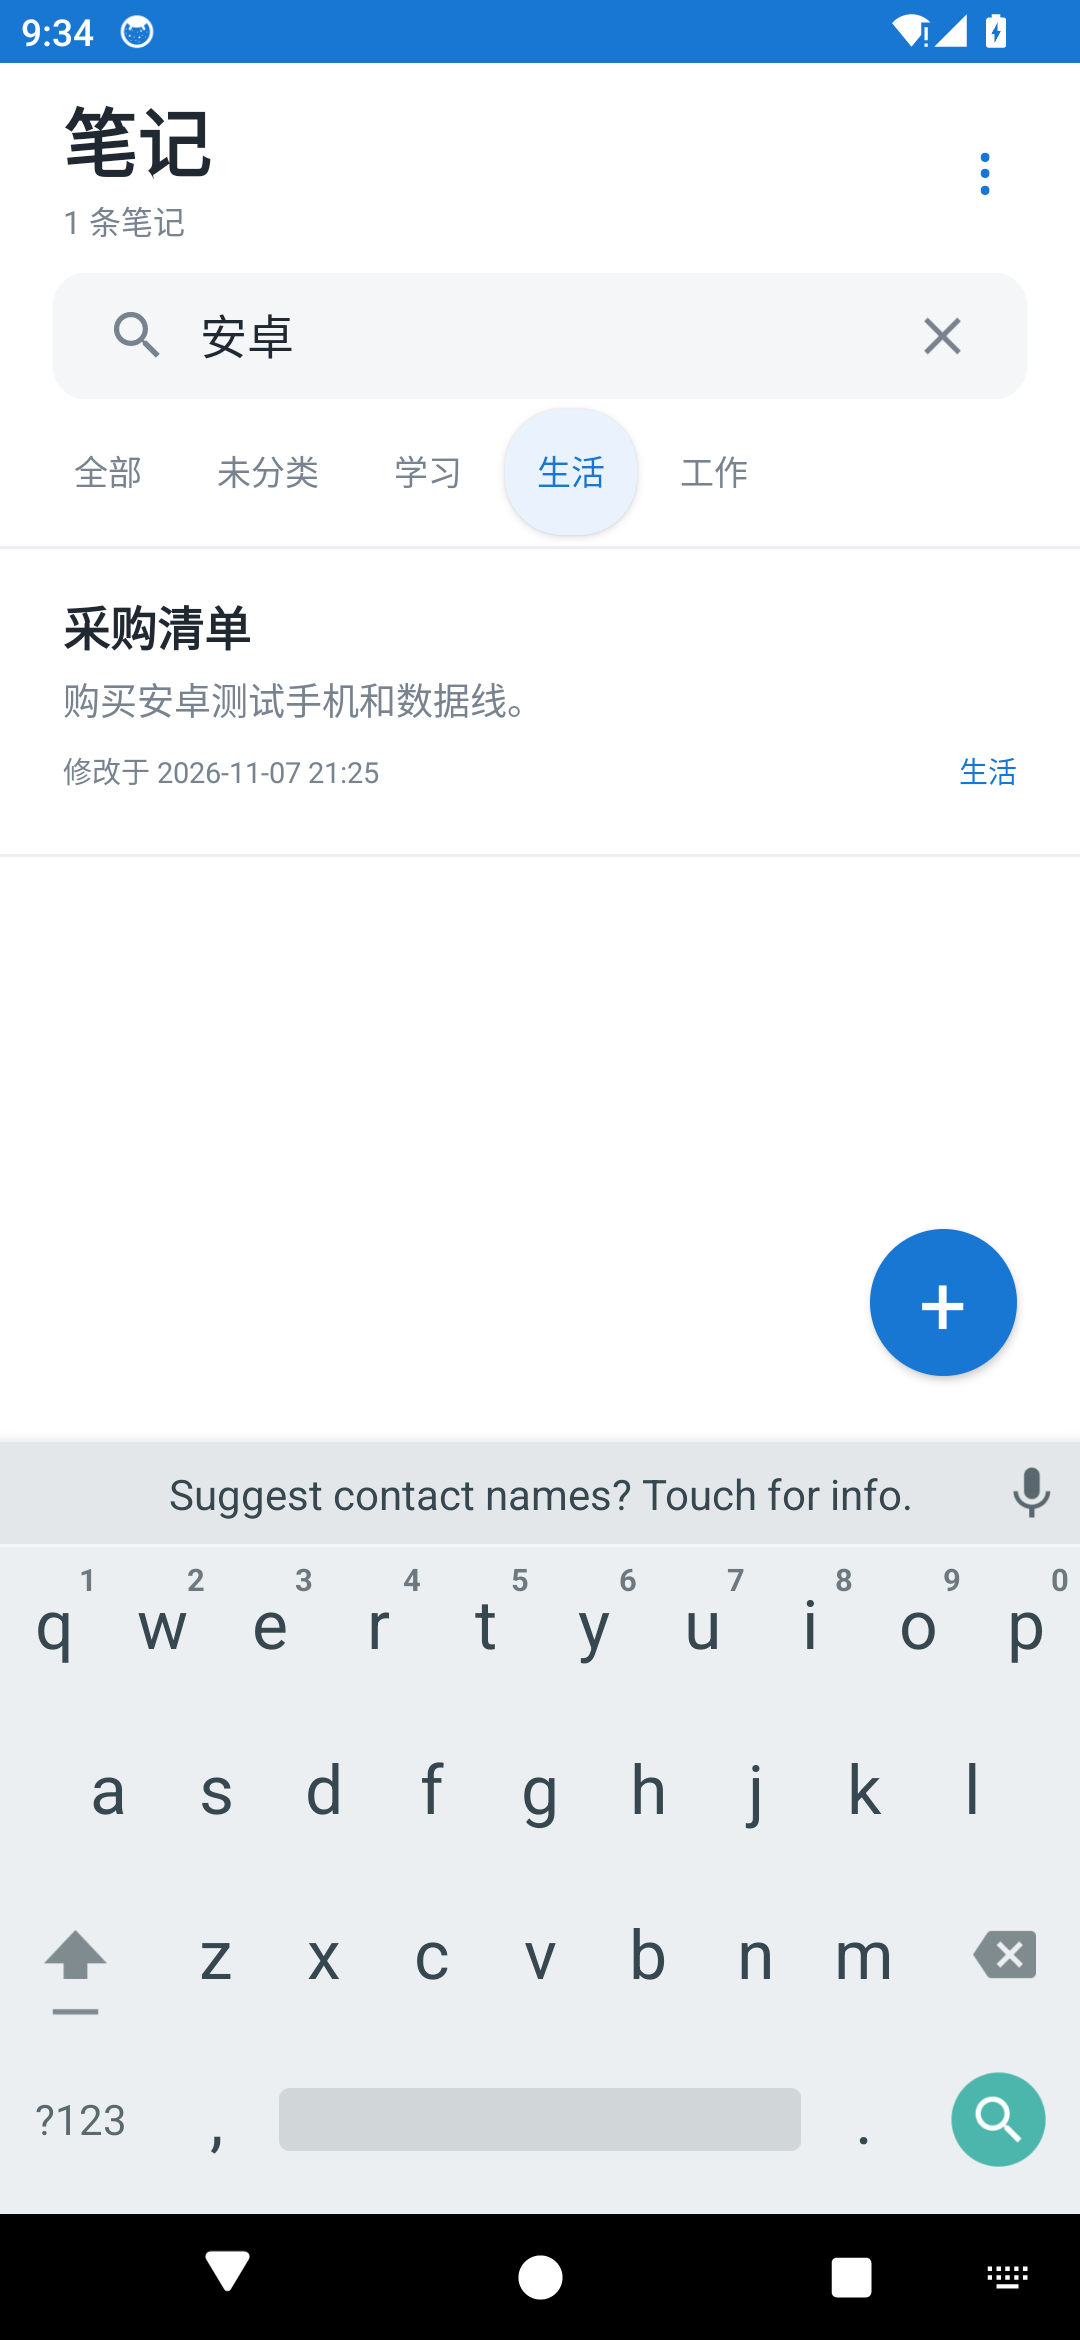 9:34
笔记
1 条笔记
安卓
全部 未分类 学习 生活 工作
采购清单
购买安卓测试手机和数据线。
修改于 2026-11-07 21:25 生活
+
Suggest contact names? Touch for info.
1 2 3 4 5 6 7 8 9 0
q w e r t y u i o p
a s d f g h j k l
z x c v b n m
?123 , .